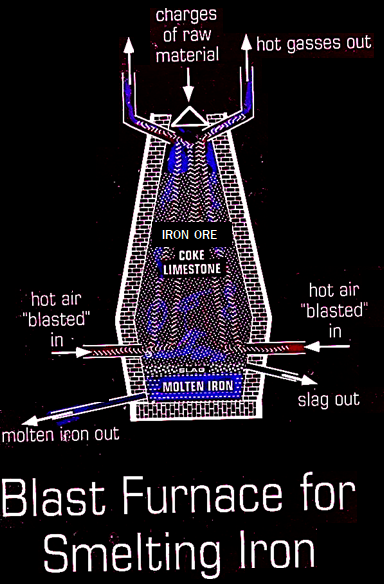 charges
of raw
material
hot gasses out
IRON ORE
COKE
LIMESTONE
hot air
"blasted"
in
hot air
"blasted"
in
SLAG
MOLTEN IRON
slag out
molten iron out
Blast Furnace for
Smelting Iron